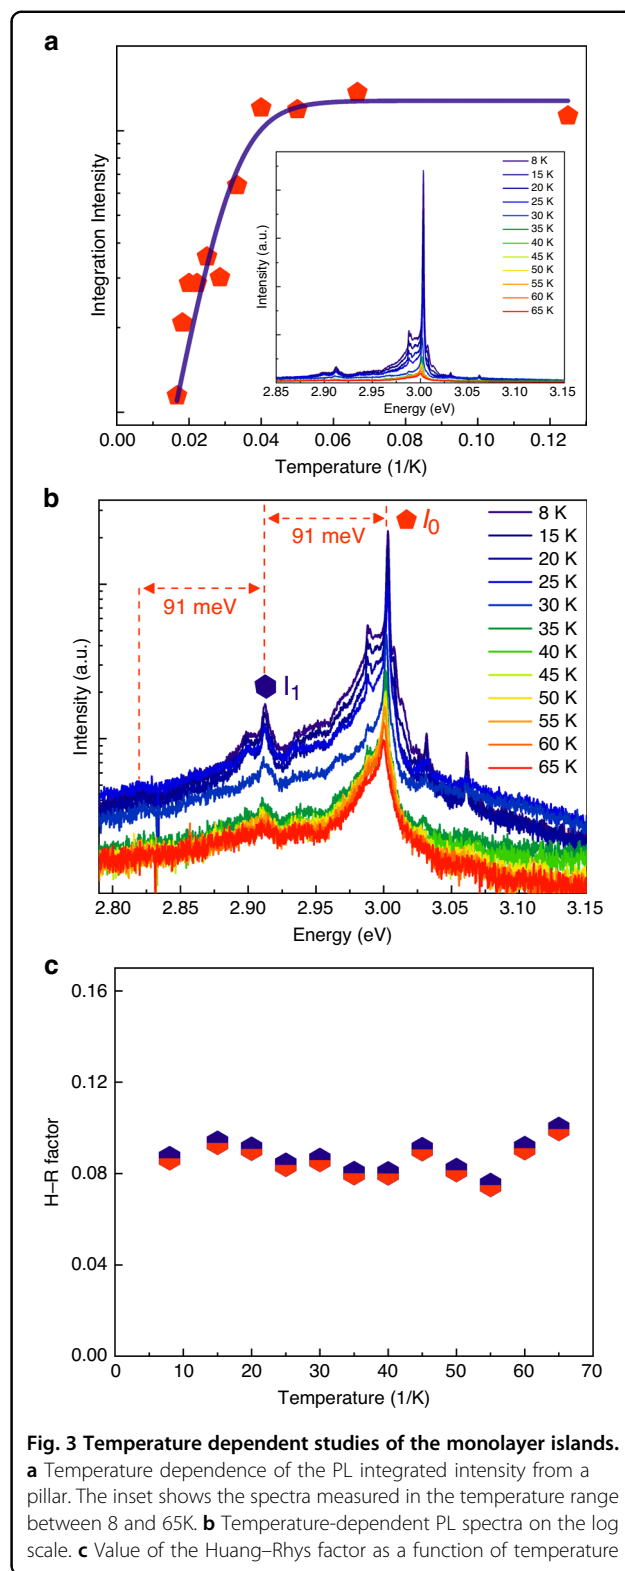 a
Integration Intensity
Intensity (a.u.)
8 K
15 K
20 K
25 K
30 K
35 K
40 K
45 K
50 K
55 K
60 K
65 K
2.85 2.90 2.95 3.00 3.05 3.10 3.15
Energy (eV)
0.00 0.02 0.04 0.06 0.08 0.10 0.12
Temperature (1/K)
b
Intensity (a.u.)
91 meV
91 meV
I0
I1
8 K
15 K
20 K
25 K
30 K
35 K
40 K
45 K
50 K
55 K
60 K
65 K
2.80 2.85 2.90 2.95 3.00 3.05 3.10 3.15
Energy (eV)
c
H–R factor
0.16
0.12
0.08
0.04
0.00
0 10 20 30 40 50 60 70
Temperature (1/K)
Fig. 3 Temperature dependent studies of the monolayer islands.
a Temperature dependence of the PL integrated intensity from a
pillar. The inset shows the spectra measured in the temperature range
between 8 and 65K. b Temperature-dependent PL spectra on the log
scale. c Value of the Huang–Rhys factor as a function of temperature